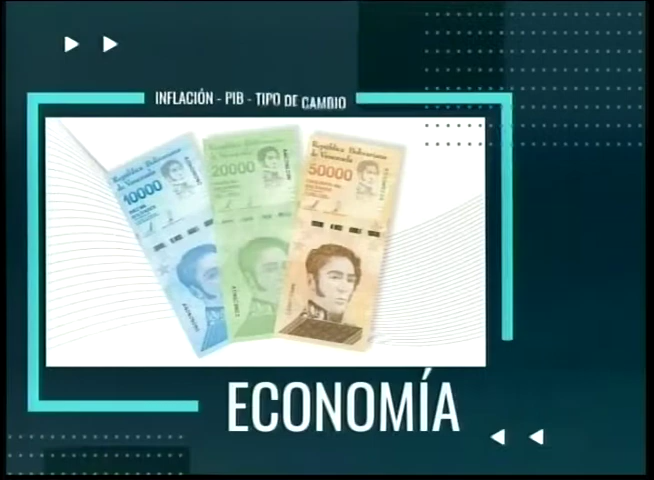 INFLACIÓN - PIB - TIPO DE CAMBIO
República Bolivariana
de Venezuela
10000
República Bolivariana
de Venezuela
20000
República Bolivariana
de Venezuela
50000
ECONOMÍA